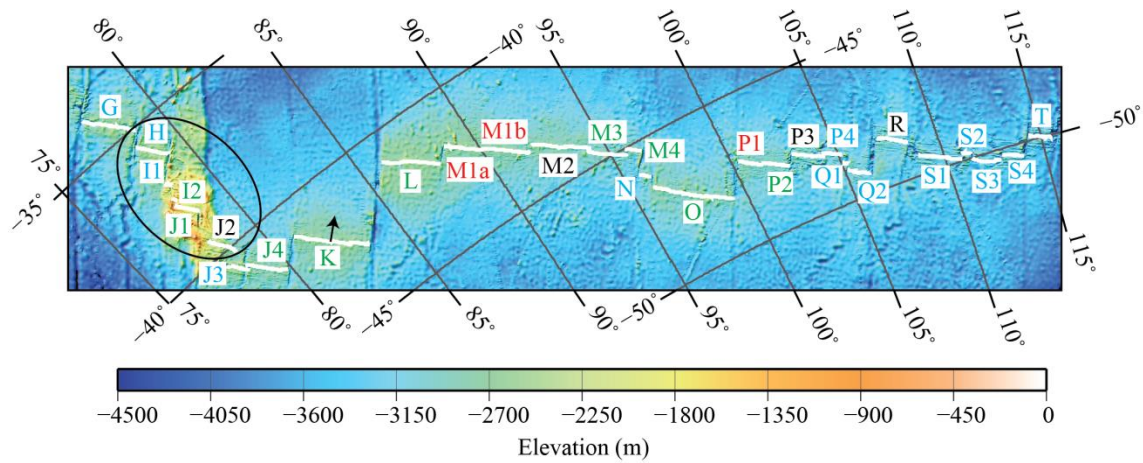 80° 85° 90° −40° 95° 100° 105° −45° 110° 115°
G H I1 I2 J1 J2 J3 J4 K L M1a M1b M2 M3 M4 N O P1 P2 P3 P4 Q1 Q2 R S1 S2 S3 S4 T
75° −35° −50° 115°
−40° 75° 80° −45° 85° 90° −50° 95° 100° 105° 110°
−4500 −4050 −3600 −3150 −2700 −2250 −1800 −1350 −900 −450 0
Elevation (m)